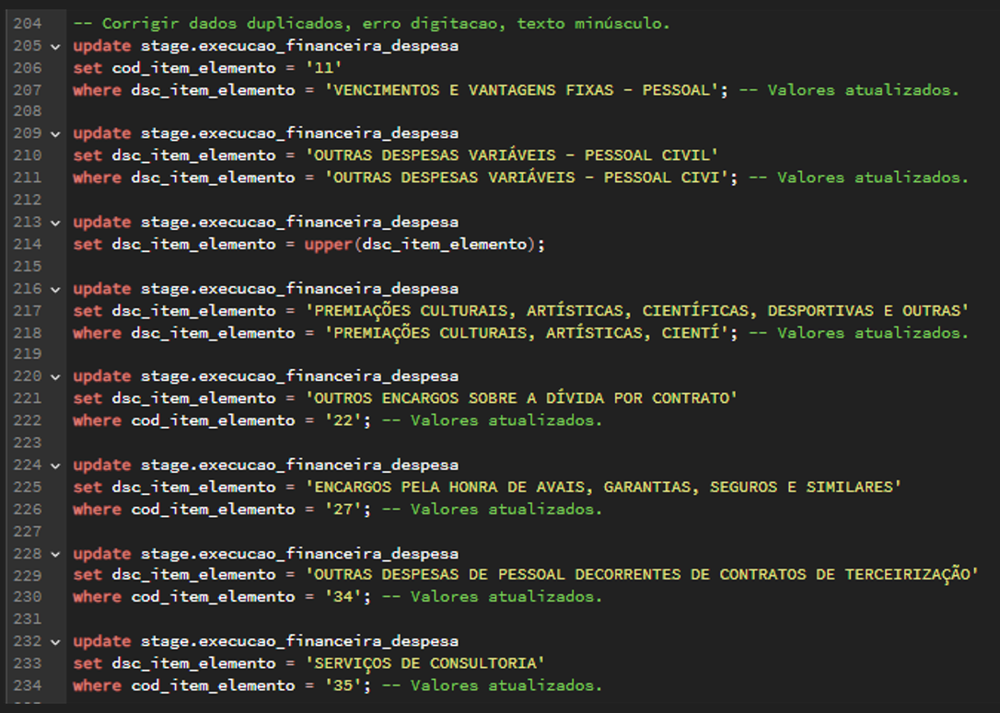 204 -- Corrigir dados duplicados, erro digitacao, texto minúsculo.
205 update stage.execucao_financeira_despesa
206 set cod_item_elemento = '11'
207 where dsc_item_elemento = 'VENCIMENTOS E VANTAGENS FIXAS - PESSOAL'; -- Valores atualizados.
208
209 update stage.execucao_financeira_despesa
210 set dsc_item_elemento = 'OUTRAS DESPESAS VARIÁVEIS - PESSOAL CIVIL'
211 where dsc_item_elemento = 'OUTRAS DESPESAS VARIÁVEIS - PESSOAL CIVI'; -- Valores atualizados.
212
213 update stage.execucao_financeira_despesa
214 set dsc_item_elemento = upper(dsc_item_elemento);
215
216 update stage.execucao_financeira_despesa
217 set dsc_item_elemento = 'PREMIAÇÕES CULTURAIS, ARTÍSTICAS, CIENTÍFICAS, DESPORTIVAS E OUTRAS'
218 where dsc_item_elemento = 'PREMIAÇÕES CULTURAIS, ARTÍSTICAS, CIENTÍ'; -- Valores atualizados.
219
220 update stage.execucao_financeira_despesa
221 set dsc_item_elemento = 'OUTROS ENCARGOS SOBRE A DÍVIDA POR CONTRATO'
222 where cod_item_elemento = '22'; -- Valores atualizados.
223
224 update stage.execucao_financeira_despesa
225 set dsc_item_elemento = 'ENCARGOS PELA HONRA DE AVAIS, GARANTIAS, SEGUROS E SIMILARES'
226 where cod_item_elemento = '27'; -- Valores atualizados.
227
228 update stage.execucao_financeira_despesa
229 set dsc_item_elemento = 'OUTRAS DESPESAS DE PESSOAL DECORRENTES DE CONTRATOS DE TERCEIRIZAÇÃO'
230 where cod_item_elemento = '34'; -- Valores atualizados.
231
232 update stage.execucao_financeira_despesa
233 set dsc_item_elemento = 'SERVIÇOS DE CONSULTORIA'
234 where cod_item_elemento = '35'; -- Valores atualizados.